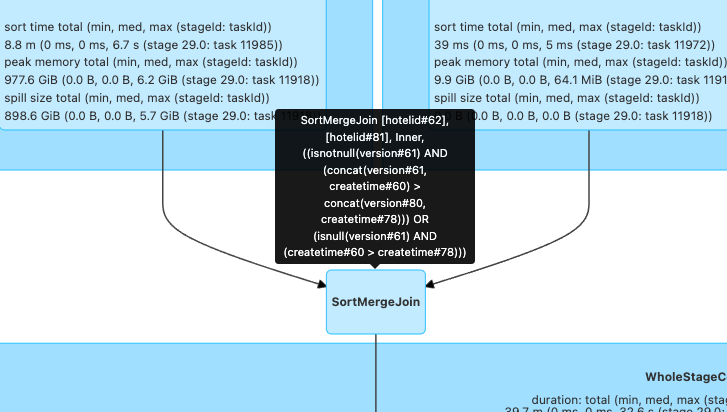 sort time total (min, med, max (stageId: taskId))
8.8 m (0 ms, 0 ms, 6.7 s (stage 29.0: task 11985))
peak memory total (min, med, max (stageId: taskId))
977.6 GiB (0.0 B, 0.0 B, 6.2 GiB (stage 29.0: task 11918))
spill size total (min, med, max (stageId: taskId))
898.6 GiB (0.0 B, 0.0 B, 5.7 GiB (stage 29.0:
sort time total (min, med, max (stageId: taskId))
39 ms (0 ms, 0 ms, 5 ms (stage 29.0: task 11972))
peak memory total (min, med, max (stageId: taskId))
9.9 GiB (0.0 B, 0.0 B, 64.1 MiB (stage 29.0: task 1191
spill size total (min, med, max (stageId: taskId))
B (0.0 B, 0.0 B, 0.0 B (stage 29.0: task 11918))
SortMergeJoin [hotelid#62],
[hotelid#81], Inner,
((isnotnull(version#61) AND
(concat(version#61,
createtime#60) >
concat(version#80,
createtime#78))) OR
(isnull(version#61) AND
(createtime#60 > createtime#78)))
SortMergeJoin
WholeStageC
duration: total (min, med, max (stag
39.7 m (0 ms, 0 ms, 32.6 s (stage 29.0